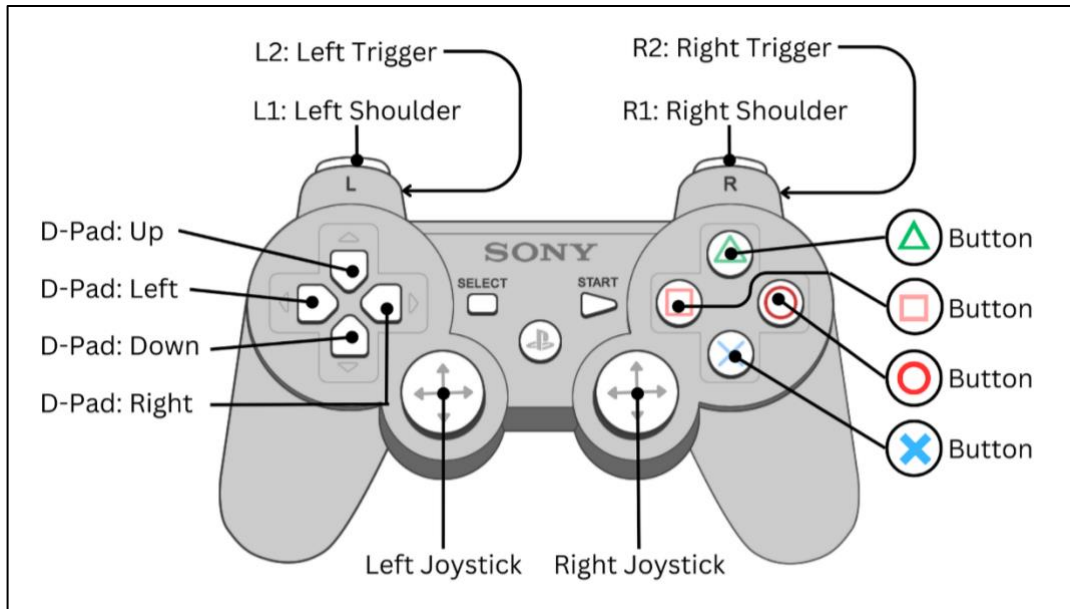 L2: Left Trigger
R2: Right Trigger
L1: Left Shoulder
R1: Right Shoulder
L
R
D-Pad: Up
D-Pad: Left
D-Pad: Down
D-Pad: Right
SONY
SELECT
START
Button
Button
Button
Button
Left Joystick
Right Joystick